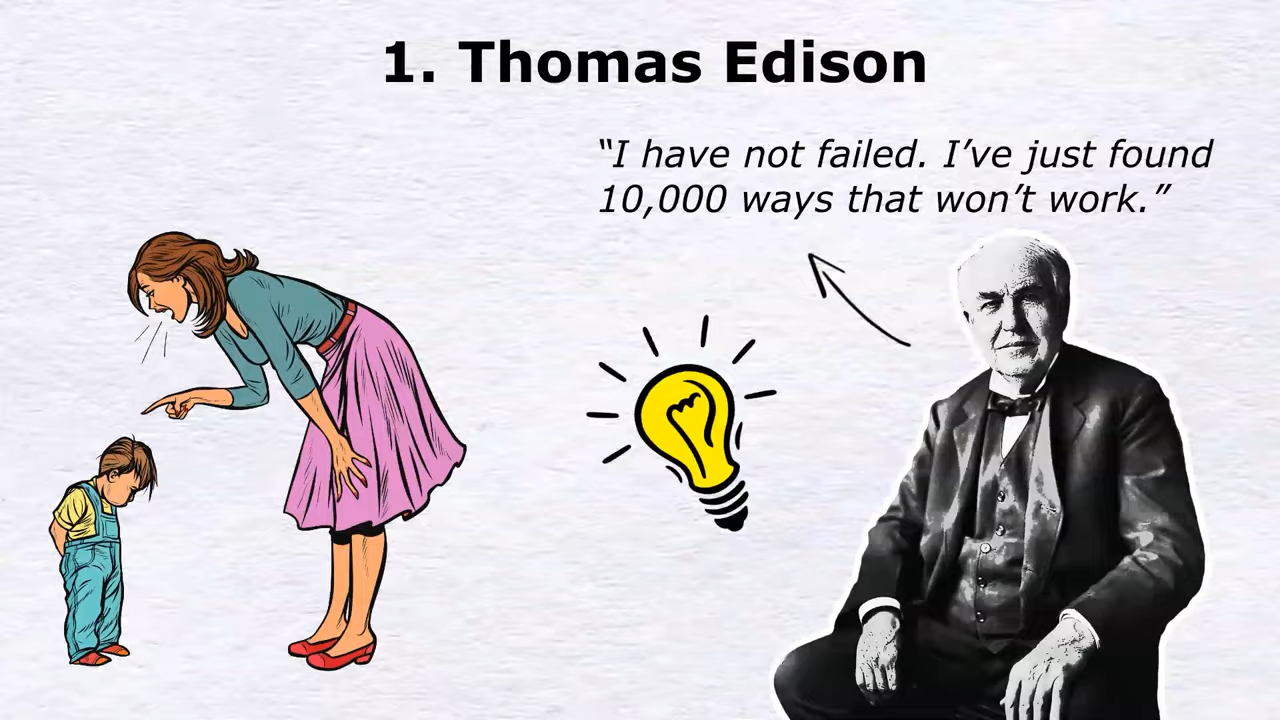 1. Thomas Edison
“I have not failed. I’ve just found
10,000 ways that won’t work.”